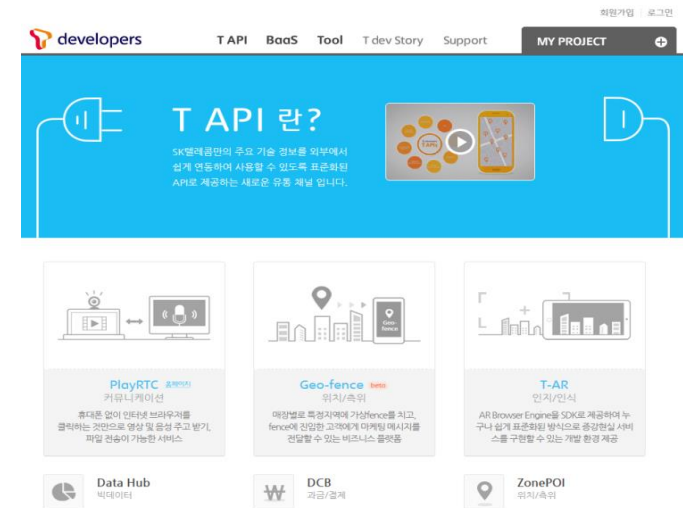 회원가입 로그인
developers T API BaaS Tool T dev Story Support MY PROJECT
T API 란?
SK텔레콤만의 주요 기술 정보를 외부에서
쉽게 연동하여 사용할 수 있도록 표준화된
API로 제공하는 새로운 유통 채널 입니다.
T API
Geo-fence
PlayRTC 홈페이지
커뮤니케이션
휴대폰 없이 인터넷 브라우저를
클릭하는 것만으로 영상 및 음성 주고 받기,
파일 전송이 가능한 서비스
Geo-fence beta
위치/측위
매장별로 특정지역에 가상fence를 치고,
fence에 진입한 고객에게 마케팅 메시지를
전달할 수 있는 비즈니스 플랫폼
T-AR
인지/인식
AR Browser Engine을 SDK로 제공하여 누
구나 쉽게 표준화된 방식으로 증강현실 서비
스를 구현할 수 있는 개발 환경 제공
Data Hub
빅데이터
DCB
과금/결제
ZonePOI
위치/측위